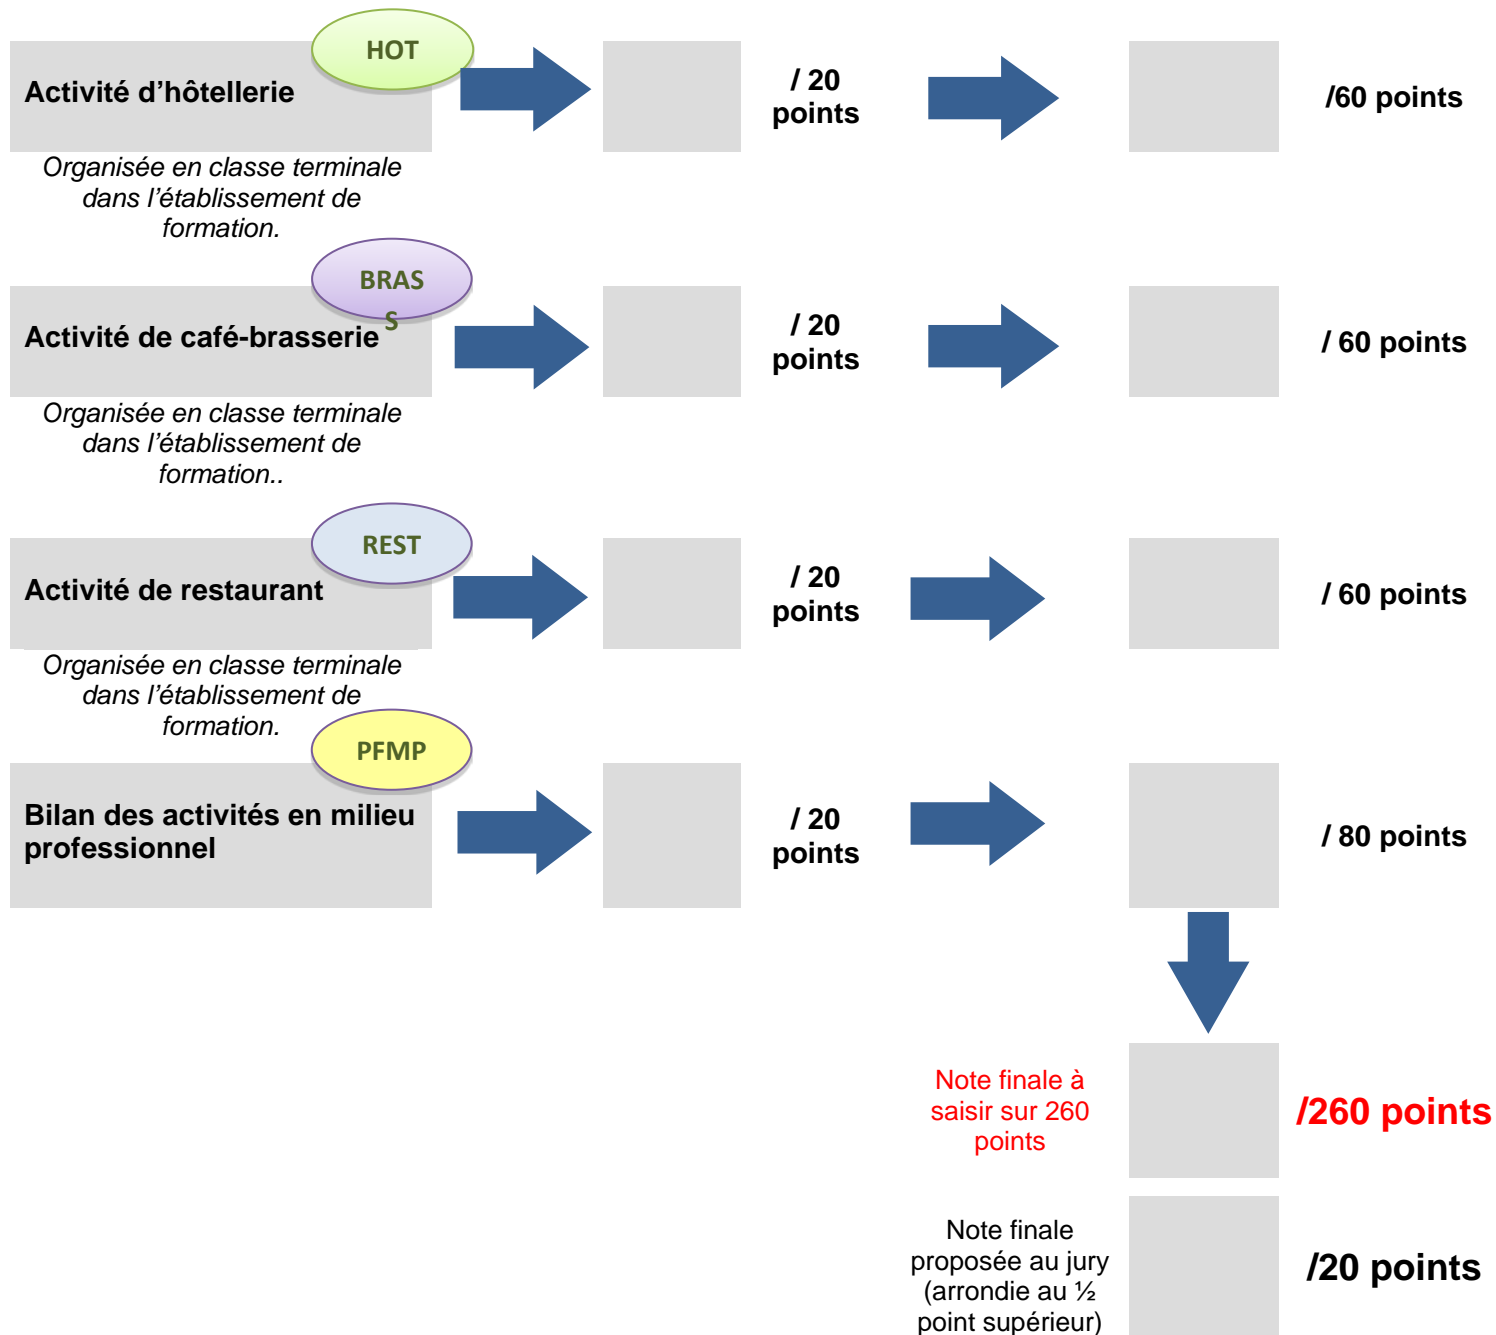 HOT
Activité d’hôtellerie
/ 20
points
/60 points
Organisée en classe terminale
dans l’établissement de
formation.
BRAS
S
Activité de café-brasserie
/ 20
points
/ 60 points
Organisée en classe terminale
dans l’établissement de
formation..
REST
Activité de restaurant
/ 20
points
/ 60 points
Organisée en classe terminale
dans l’établissement de
formation.
PFMP
Bilan des activités en milieu
professionnel
/ 20
points
/ 80 points
Note finale à
saisir sur 260
points
/260 points
Note finale
proposée au jury
(arrondie au ½
point supérieur)
/20 points